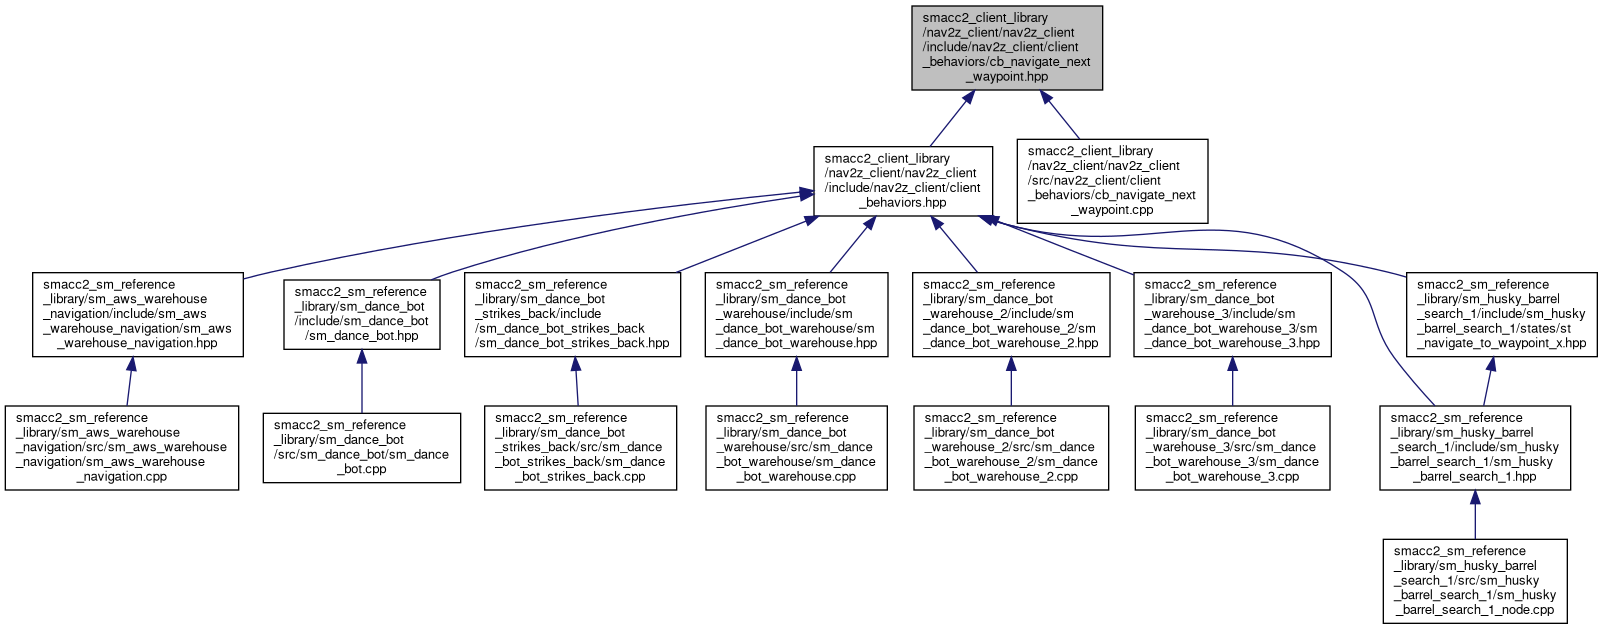 smacc2_client_library
/nav2z_client/nav2z_client
/include/nav2z_client/client
_behaviors/cb_navigate_next
_waypoint.hpp
smacc2_client_library
/nav2z_client/nav2z_client
/include/nav2z_client/client
_behaviors.hpp
smacc2_client_library
/nav2z_client/nav2z_client
/src/nav2z_client/client
_behaviors/cb_navigate_next
_waypoint.cpp
smacc2_sm_reference
_library/sm_aws_warehouse
_navigation/include/sm_aws
_warehouse_navigation/sm_aws
_warehouse_navigation.hpp
smacc2_sm_reference
_library/sm_dance_bot
/include/sm_dance_bot
/sm_dance_bot.hpp
smacc2_sm_reference
_library/sm_dance_bot
_strikes_back/include
/sm_dance_bot_strikes_back
/sm_dance_bot_strikes_back.hpp
smacc2_sm_reference
_library/sm_dance_bot
_warehouse/include/sm
_dance_bot_warehouse/sm
_dance_bot_warehouse.hpp
smacc2_sm_reference
_library/sm_dance_bot
_warehouse_2/include/sm
_dance_bot_warehouse_2/sm
_dance_bot_warehouse_2.hpp
smacc2_sm_reference
_library/sm_dance_bot
_warehouse_3/include/sm
_dance_bot_warehouse_3/sm
_dance_bot_warehouse_3.hpp
smacc2_sm_reference
_library/sm_husky_barrel
_search_1/include/sm_husky
_barrel_search_1/states/st
_navigate_to_waypoint_x.hpp
smacc2_sm_reference
_library/sm_aws_warehouse
_navigation/src/sm_aws_warehouse
_navigation/sm_aws_warehouse
_navigation.cpp
smacc2_sm_reference
_library/sm_dance_bot
/src/sm_dance_bot/sm_dance
_bot.cpp
smacc2_sm_reference
_library/sm_dance_bot
_strikes_back/src/sm_dance
_bot_strikes_back/sm_dance
_bot_strikes_back.cpp
smacc2_sm_reference
_library/sm_dance_bot
_warehouse/src/sm_dance
_bot_warehouse/sm_dance
_bot_warehouse.cpp
smacc2_sm_reference
_library/sm_dance_bot
_warehouse_2/src/sm_dance
_bot_warehouse_2/sm_dance
_bot_warehouse_2.cpp
smacc2_sm_reference
_library/sm_dance_bot
_warehouse_3/src/sm_dance
_bot_warehouse_3/sm_dance
_bot_warehouse_3.cpp
smacc2_sm_reference
_library/sm_husky_barrel
_search_1/include/sm_husky
_barrel_search_1/sm_husky
_barrel_search_1.hpp
smacc2_sm_reference
_library/sm_husky_barrel
_search_1/src/sm_husky
_barrel_search_1/sm_husky
_barrel_search_1_node.cpp